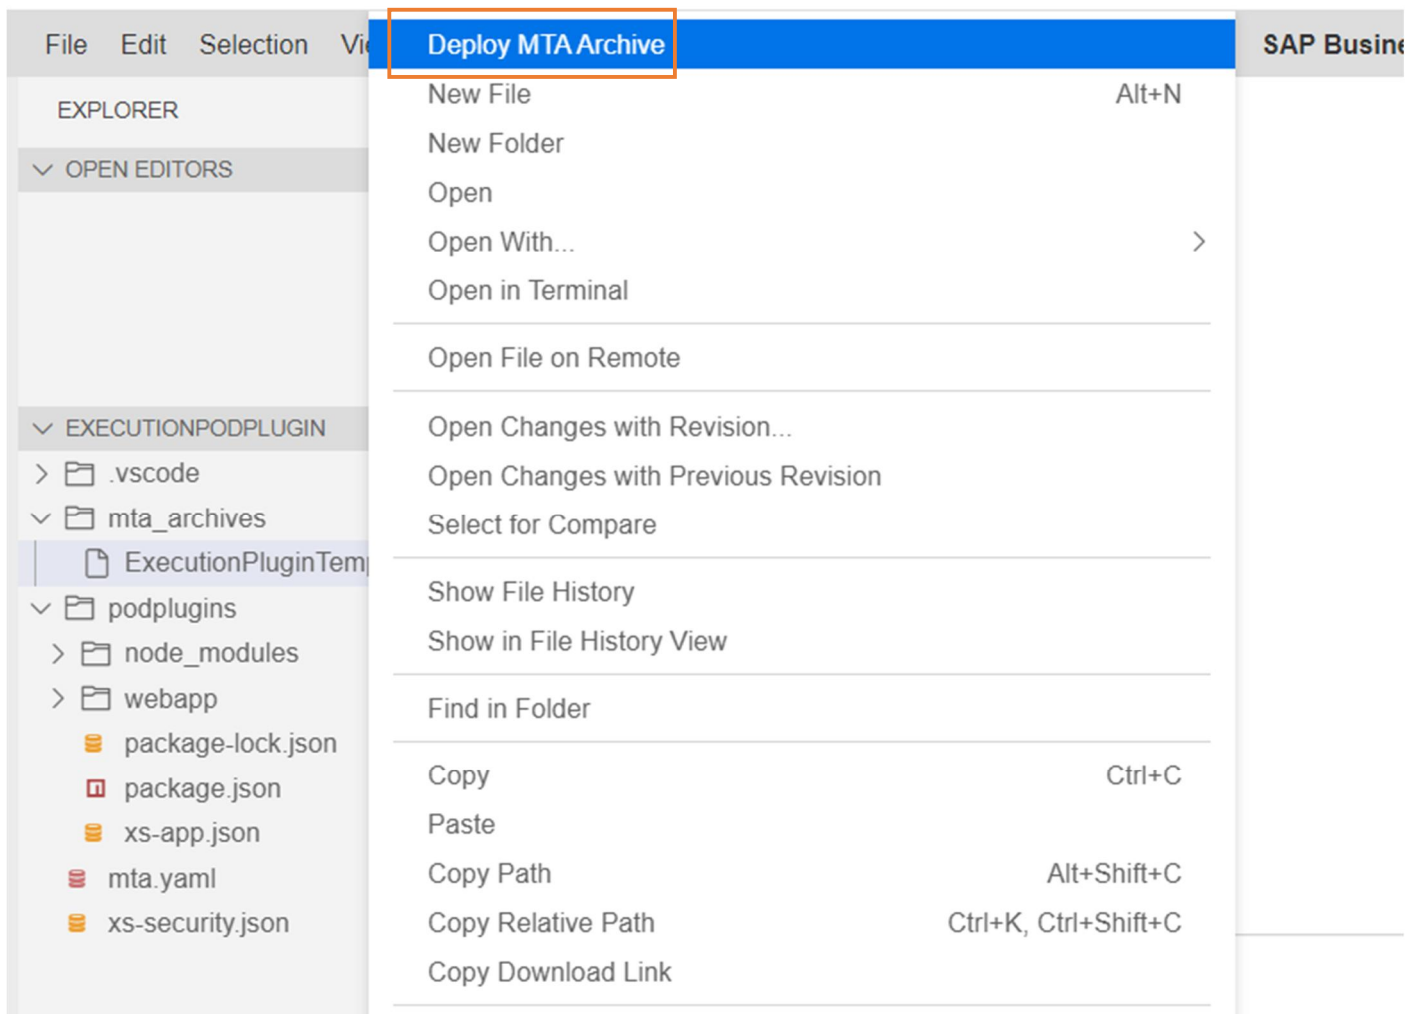 File Edit Selection
SAP
EXPLORER
OPEN EDITORS
EXECUTIONPODPLUGIN
.vscode
mta_archives
podplugins
node_modules
webapp
package-lock.json
package.json
xs-app.json
mta.yaml
xs-security.json
Deploy MTA Archive
New File Alt+N
New Folder
Open
Open With...
Open in Terminal
Open File on Remote
Open Changes with Revision...
Open Changes with Previous Revision
Select for Compare
Show File History
Show in File History View
Find in Folder
Copy Ctrl+C
Paste
Copy Path Alt+Shift+C
Copy Relative Path Ctrl+K, Ctrl+Shift+C
Copy Download Link